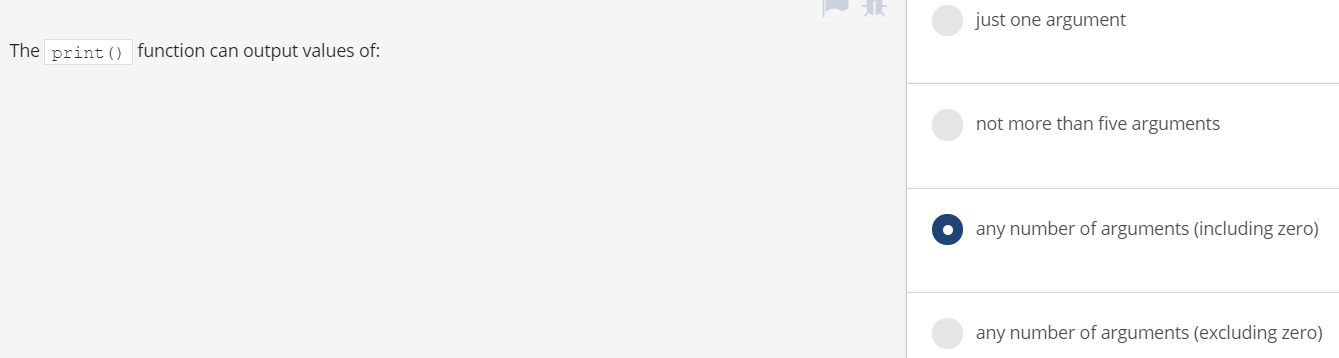 The print() function can output values of:
just one argument
not more than five arguments
any number of arguments (including zero)
any number of arguments (excluding zero)